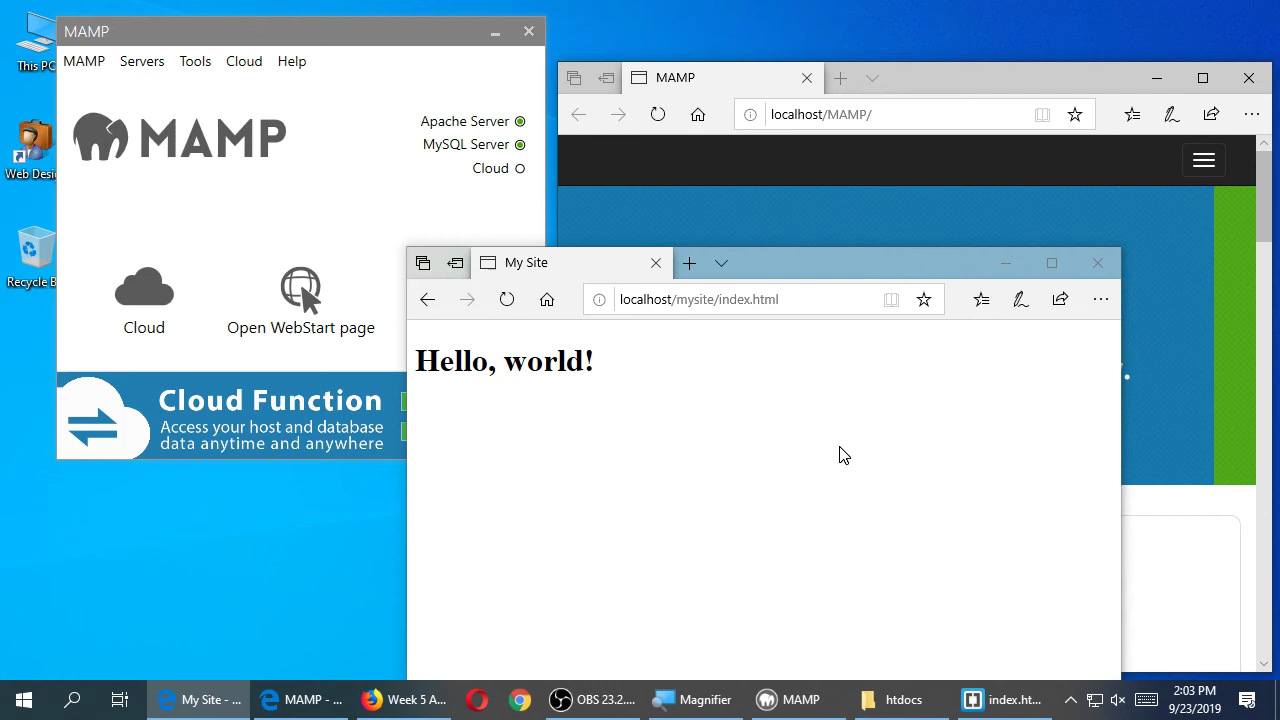 This PC
Web Desi
Recycle B
MAMP
MAMP Servers Tools Cloud Help
MAMP
Apache Server
MySQL Server
Cloud
Cloud
Open WebStart page
Cloud Function
Access your host and database
data anytime and anywhere
MAMP
localhost/MAMP/
.
My Site
localhost/mysite/index.html
Hello, world!
My Site - ...
MAMP - ...
Week 5 A...
OBS 23.2....
Magnifier
MAMP
htdocs
index.ht...
2:03 PM
9/23/2019